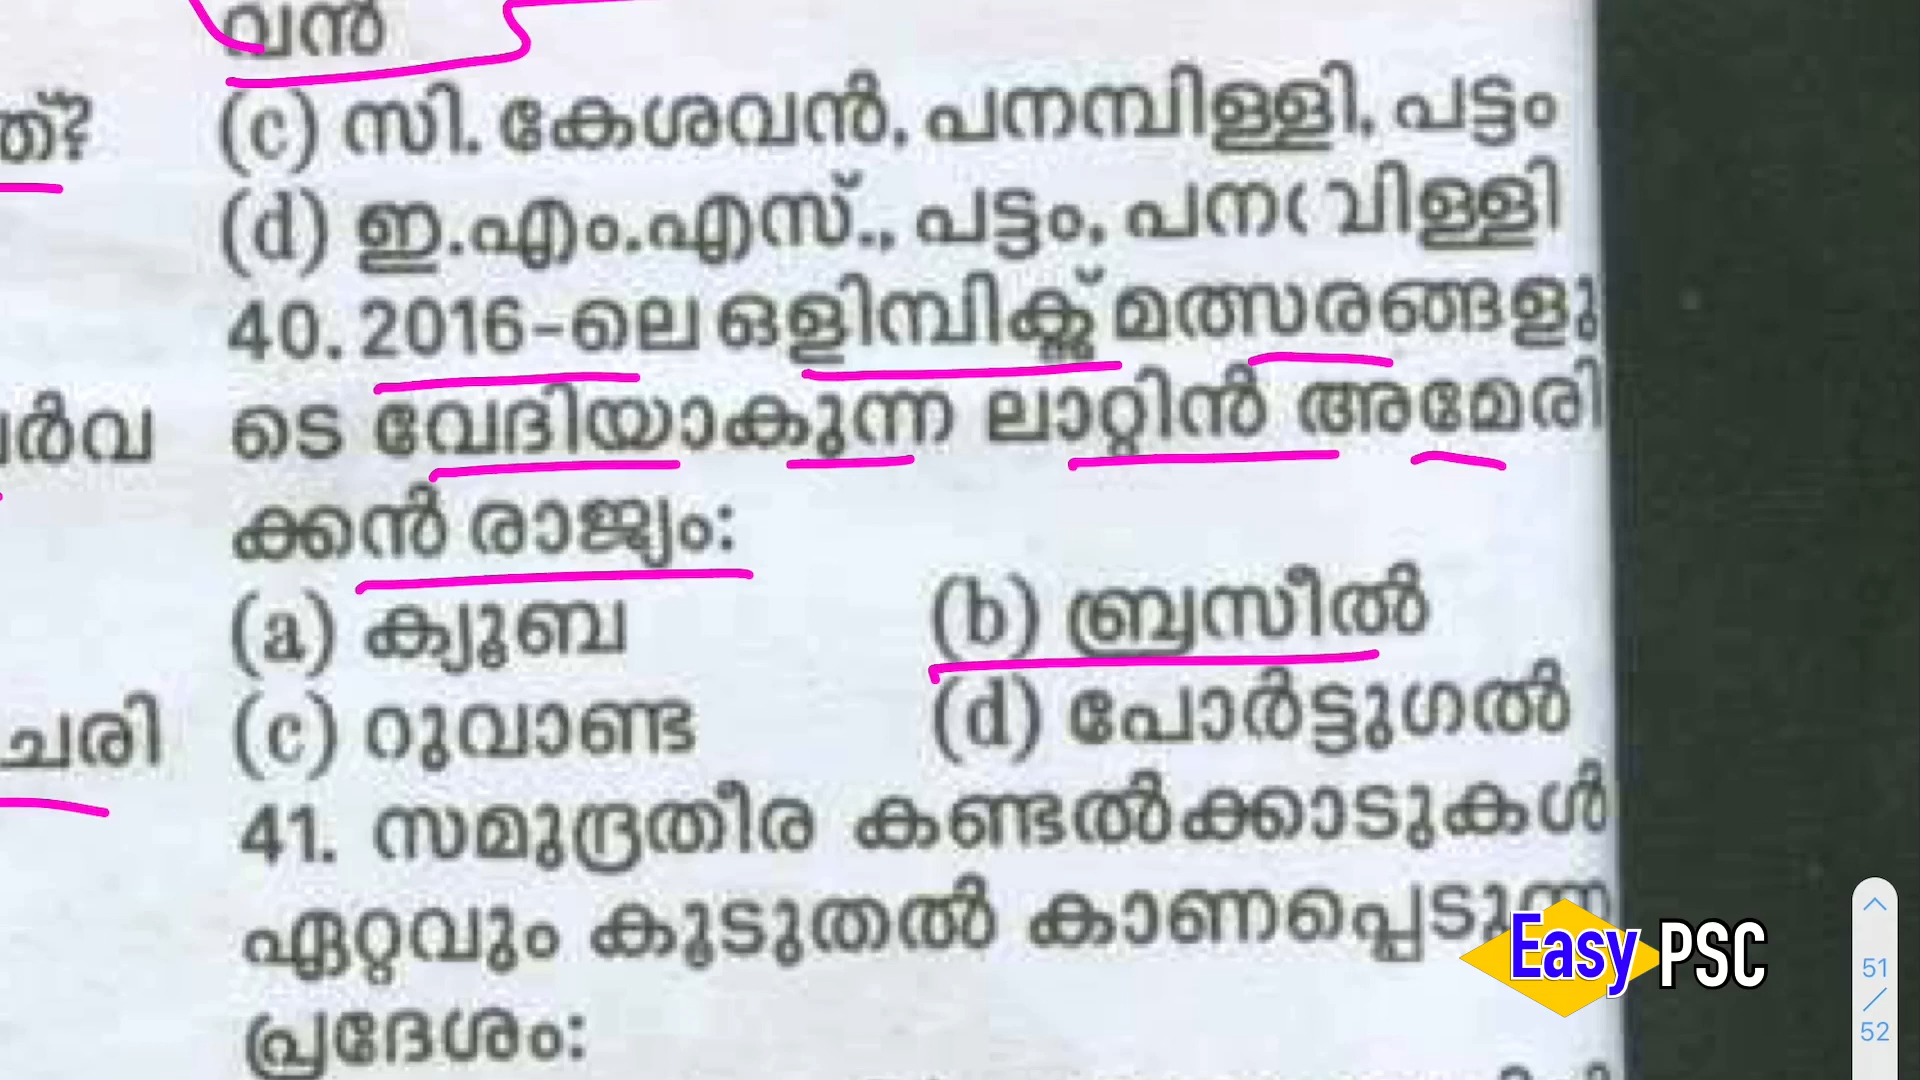 വൻ
ത്?
(c) സി. കേശവൻ, പനമ്പിള്ളി, പട്ടം
(d) ഇ.എം.എസ്., പട്ടം,
40. 2016-ലെ ഒളിമ്പിക്സ് മത്സരങ്ങളു
ർവ
ടെ വേദിയാകുന്ന ലാറ്റിൻ അമേരി
ക്കൻ രാജ്യം:
(a) ക്യൂബ (b) ബ്രസീൽ
ചരി
(c) റുവാണ്ട (d) പോർട്ടുഗൽ
41. സമുദ്രതീര കണ്ടൽക്കാടുകൾ
ഏറ്റവും കൂടുതൽ കാണപ്പെടുന്ന
പ്രദേശം:
Easy PSC
51
/
52